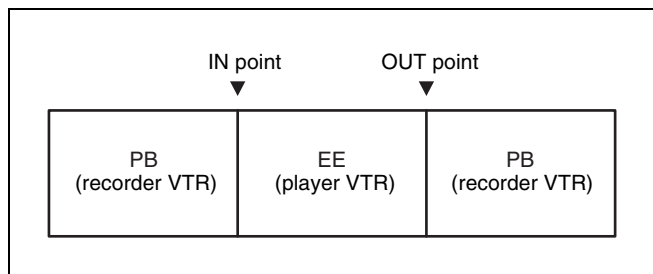 IN point OUT point
PB EE PB
(recorder VTR) (player VTR) (recorder VTR)